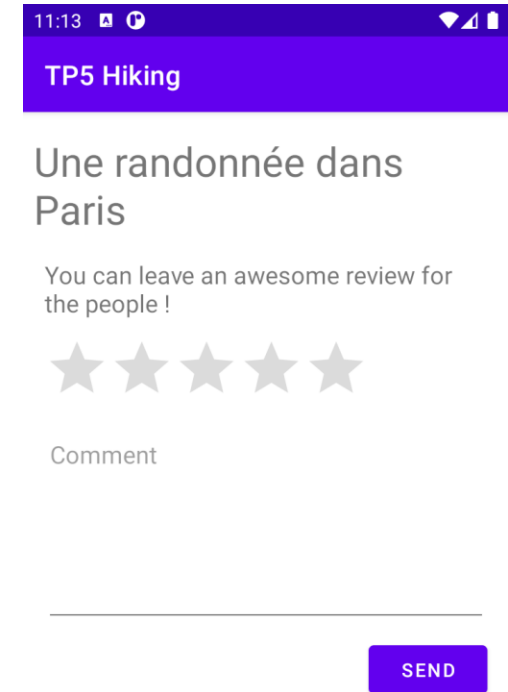 11:13
TP5 Hiking
Une randonnée dans
Paris
You can leave an awesome review for
the people !
Comment
SEND